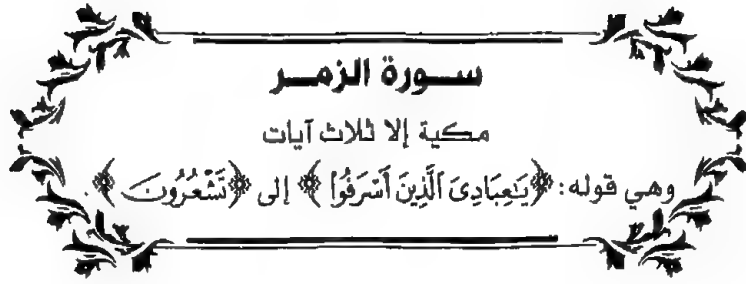 سورة الزمر
مكية إلا ثلاث آيات
وهي قوله: ﴿يَٰعِبَادِىَ ٱلَّذِينَ أَسۡرَفُواْ﴾ إلى ﴿تَشۡعُرُونَ﴾.